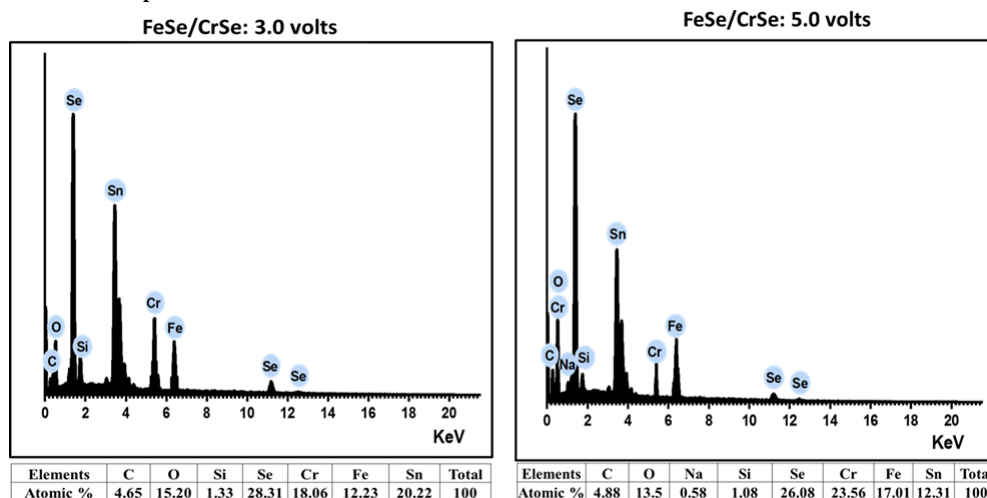 FeSe/CrSe: 3.0 volts
Se
Sn
Cr
O
Fe
Si
C
Se
Se
0 2 4 6 8 10 12 14 16 18 20
KeV
Elements C O Si Se Cr Fe Sn Total
Atomic % 4.65 15.20 1.33 28.31 18.06 12.23 20.22 100
FeSe/CrSe: 5.0 volts
Se
Sn
O
Cr
Fe
C
Na
Si
Cr
Se
Se
0 2 4 6 8 10 12 14 16 18 20
KeV
Elements C O Na Si Se Cr Fe Sn Total
Atomic % 4.88 13.5 0.58 1.08 26.08 23.56 17.01 12.31 100